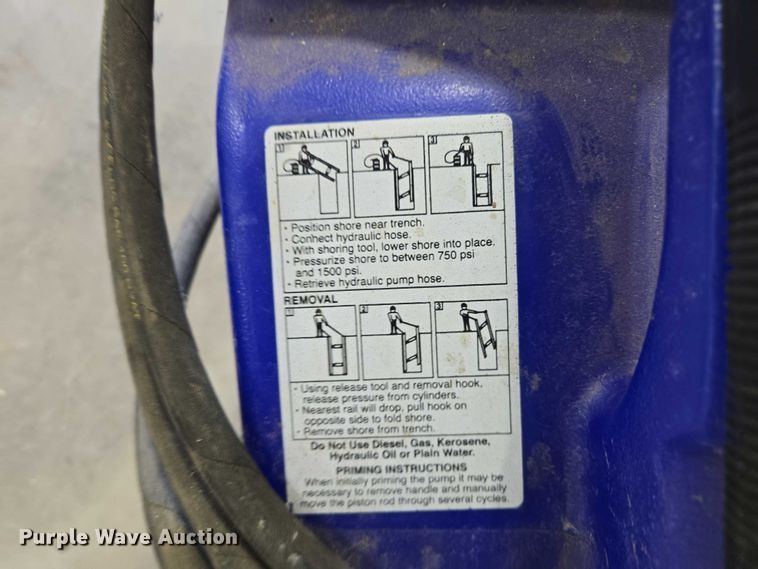 INSTALLATION
1 2 3
• Position shore near trench.
• Connect hydraulic hose.
• With shoring tool, lower shore into place.
• Pressurize shore to between 750 psi
and 1500 psi.
• Retrieve hydraulic pump hose.
REMOVAL
1 2 3
• Using release tool and removal hook,
release pressure from cylinders.
• Nearest rail will drop, pull hook on
opposite side to fold shore.
• Remove shore from trench.
Do Not Use Diesel, Gas, Kerosene,
Hydraulic Oil or Plain Water.
PRIMING INSTRUCTIONS
When initially priming the pump it may be
necessary to remove handle and manually
move the piston rod through several cycles.
Purple Wave Auction